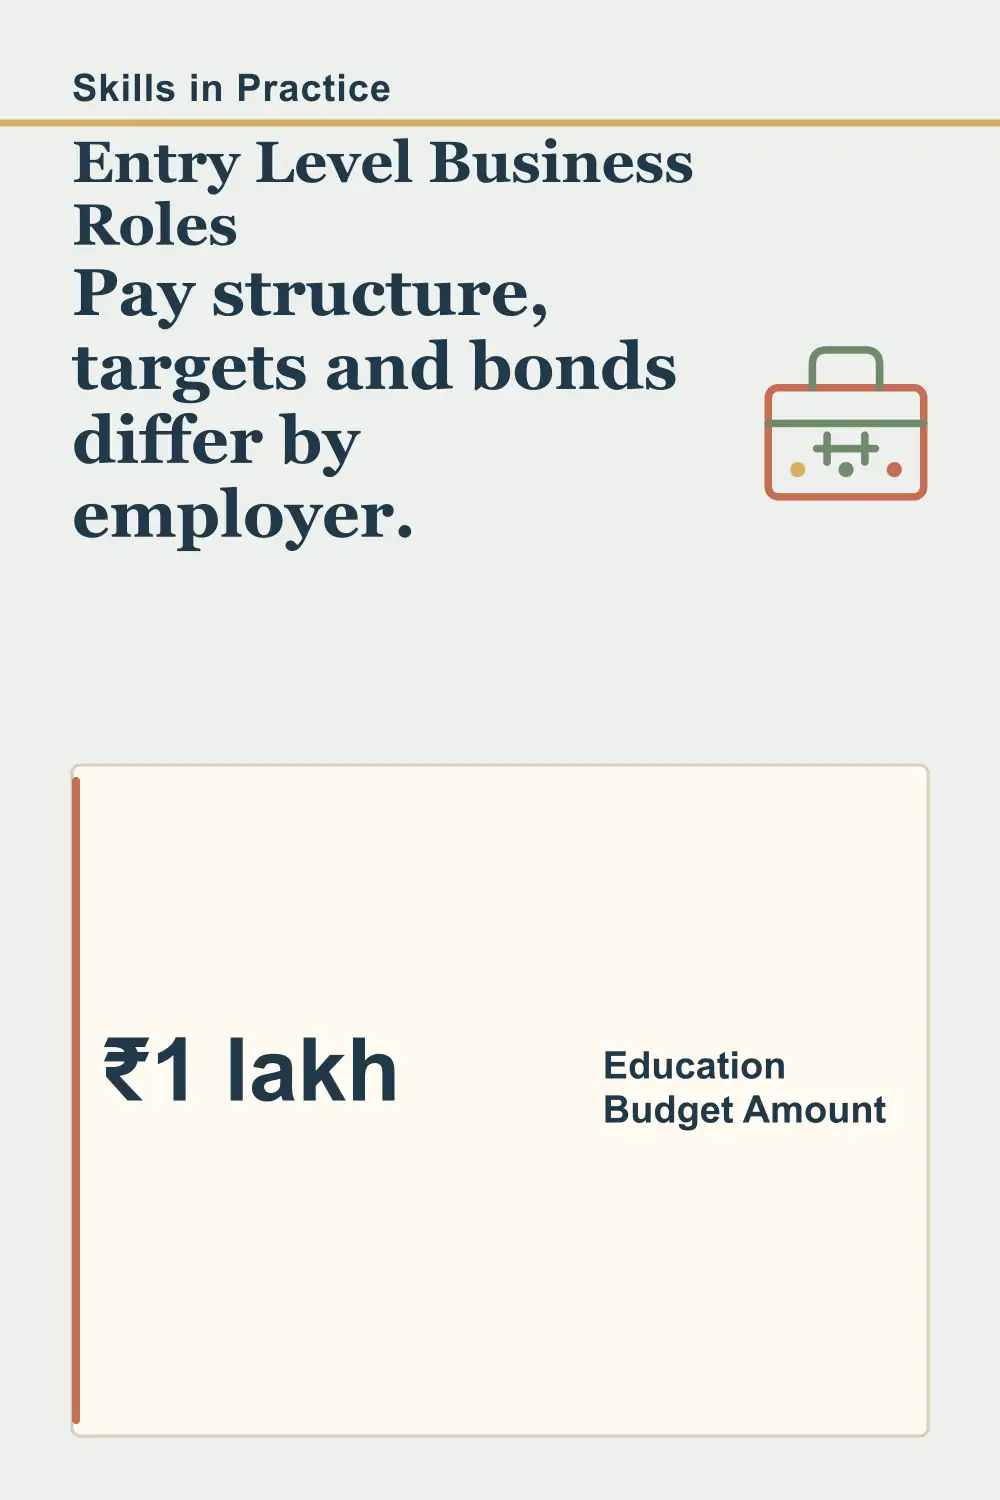 Skills in Practice
Entry Level Business
Roles
Pay structure,
targets and bonds
differ by
employer.
₹1 lakh
Education
Budget Amount